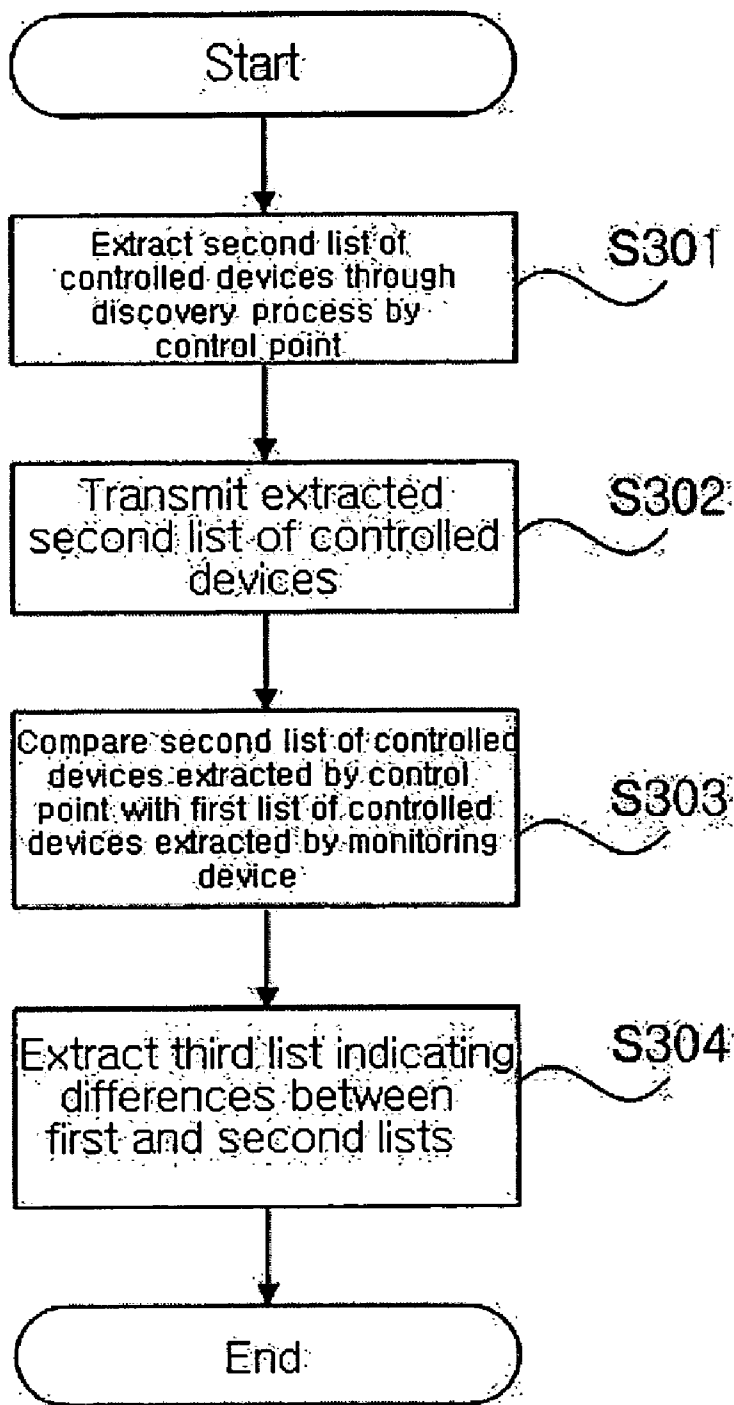 Start
Extract second list of
controlled devices through
discovery process by
control point
S301
Transmit extracted
second list of controlled
devices
S302
Compare second list of controlled
devices extracted by control
point with first list of controlled
devices extracted by monitoring
device
S303
Extract third list indicating
differences between
first and second lists
S304
End